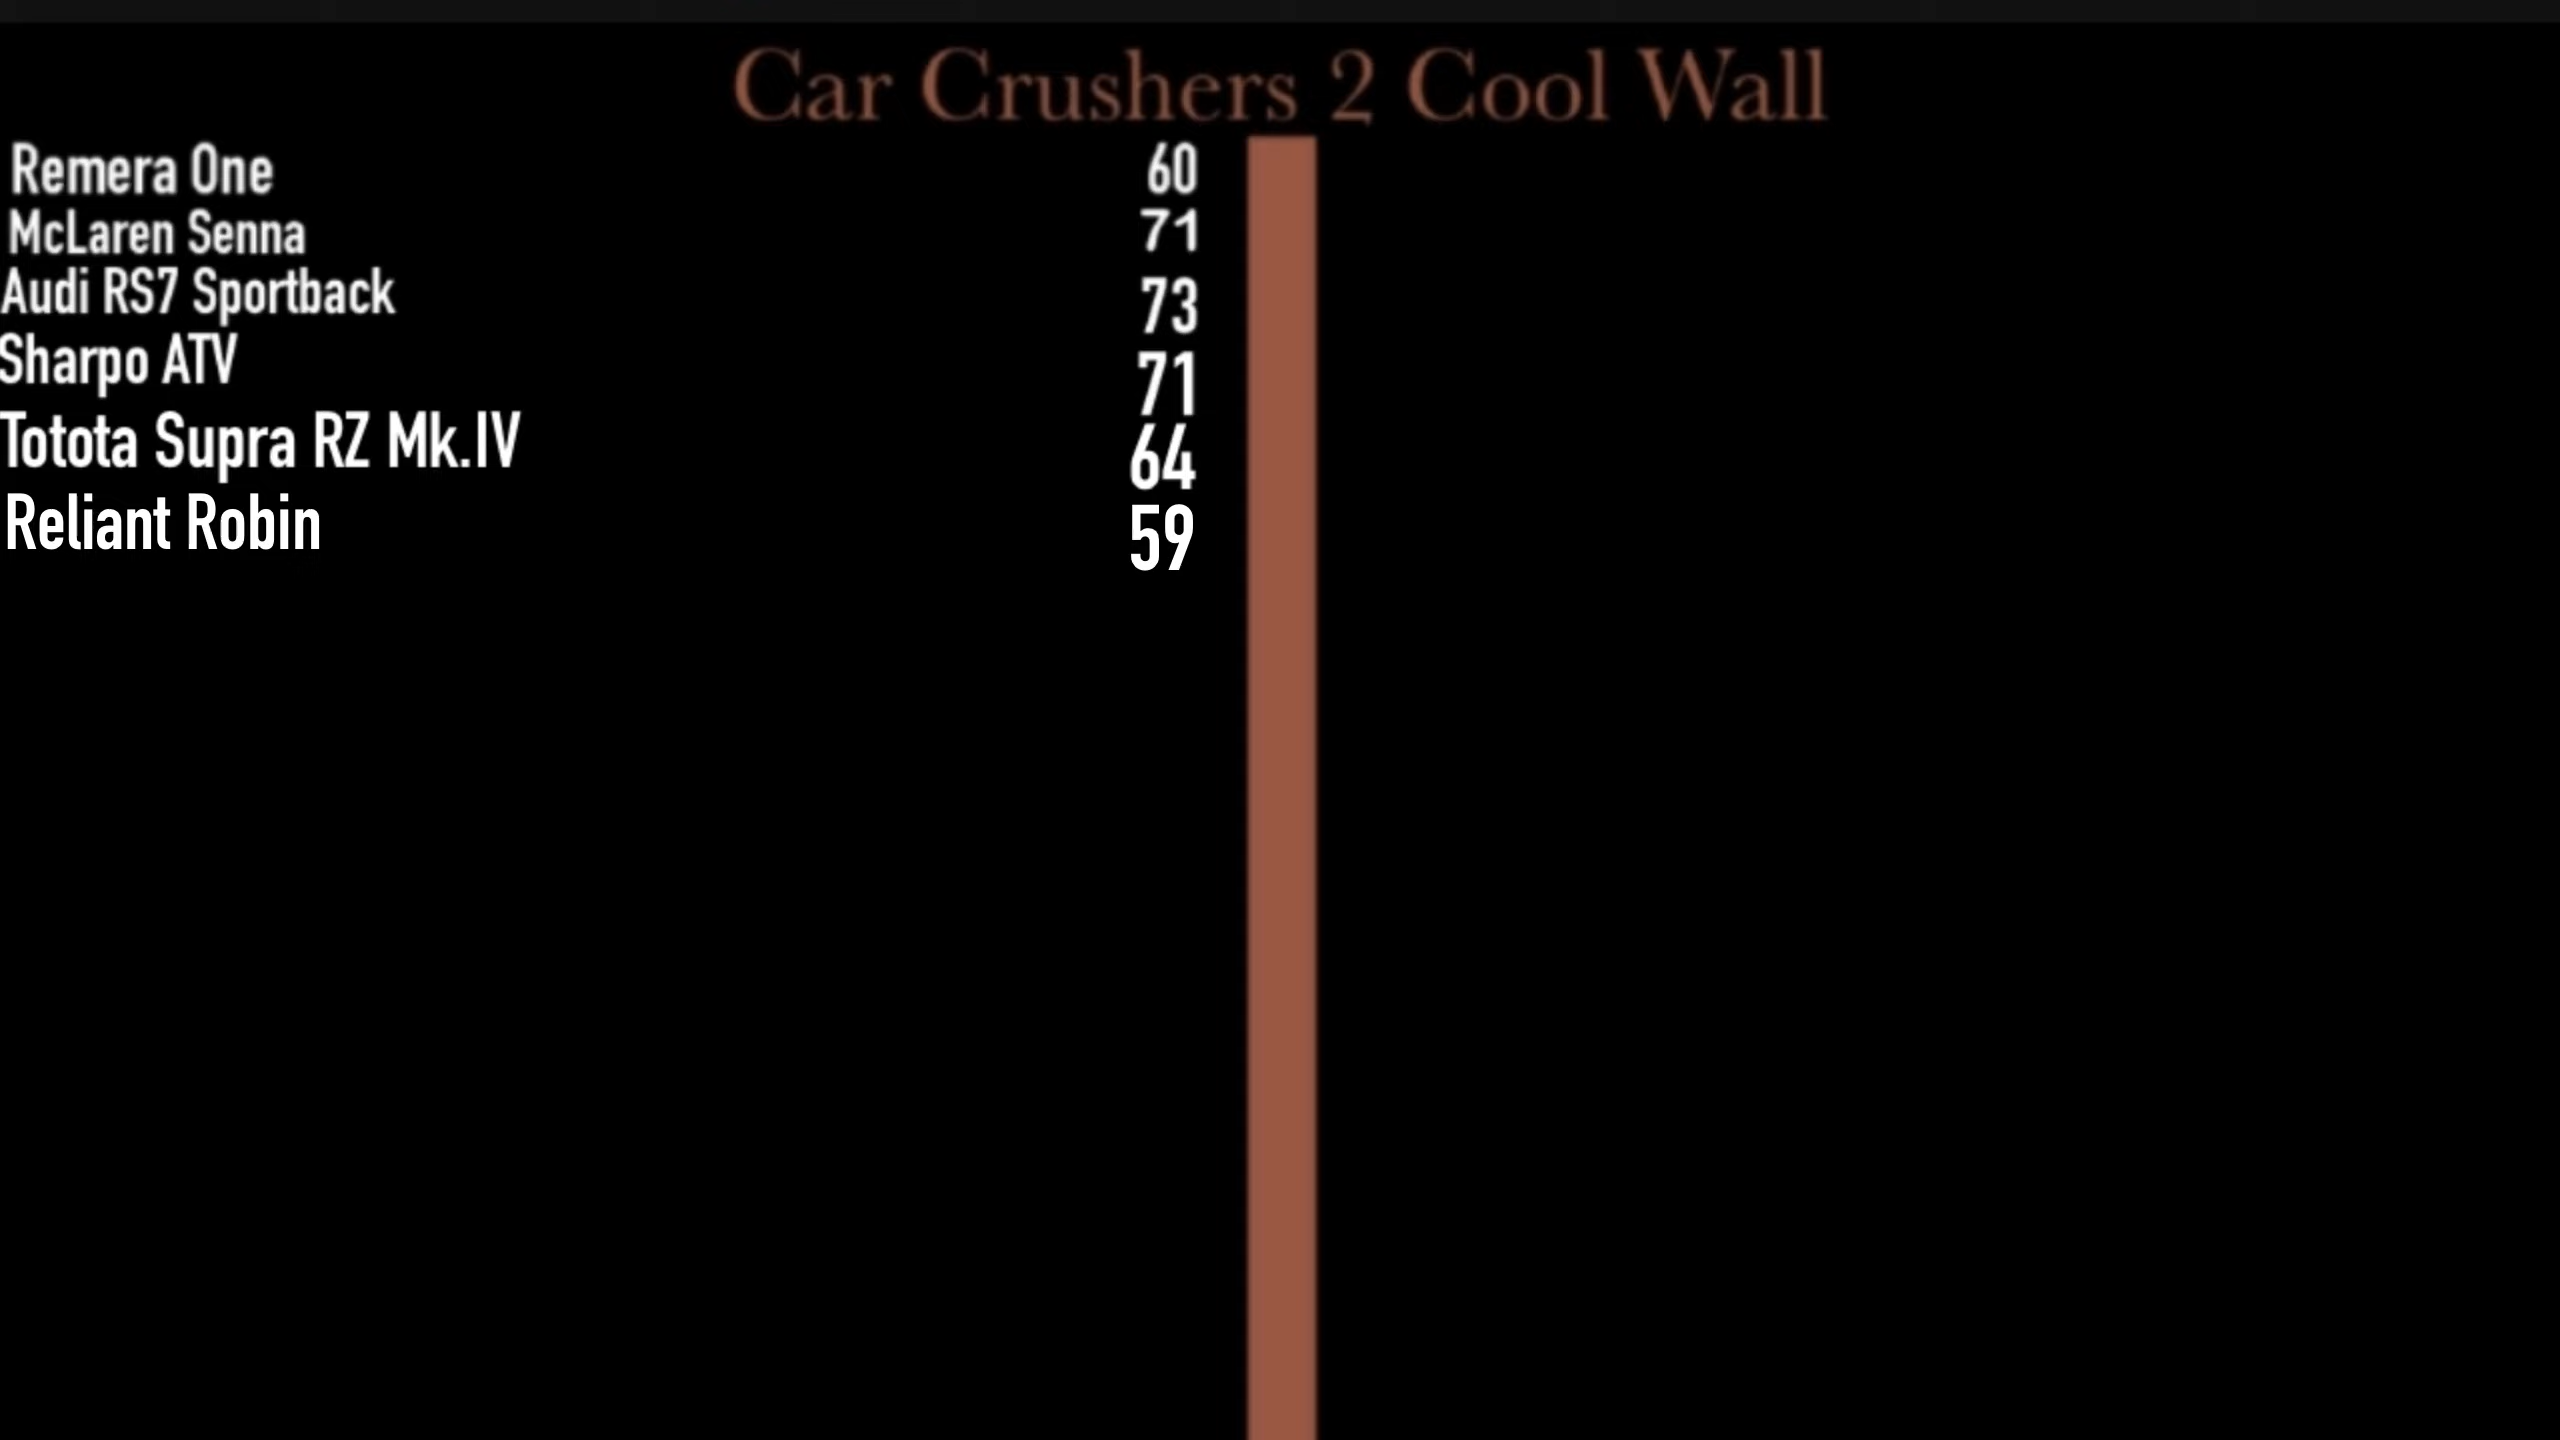 Car Crushers 2 Cool Wall
Remera One 60
McLaren Senna 71
Audi RS7 Sportback 73
Sharpo ATV 71
Totota Supra RZ Mk.IV 64
Reliant Robin 59